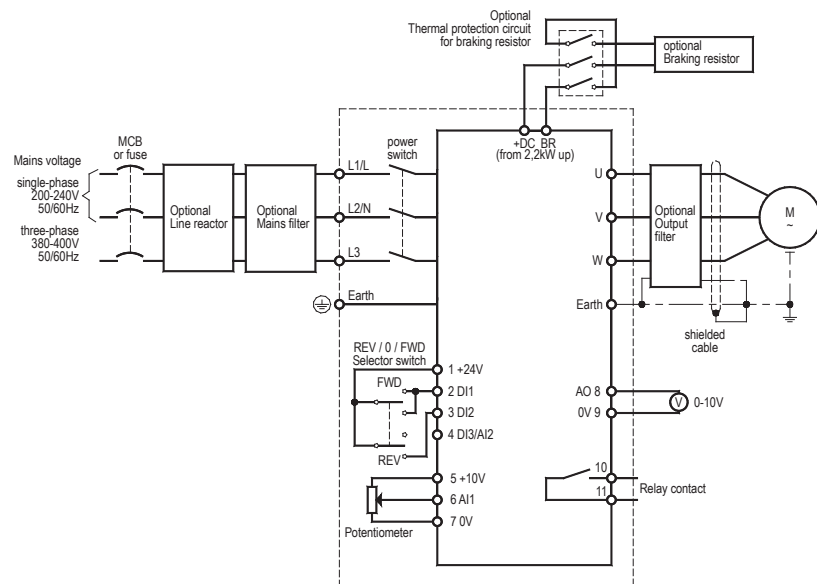 Optional
Thermal protection circuit
for braking resistor
optional
Braking resistor
+DC BR
(from 2,2kW up)
MCB
or fuse
power
switch
Mains voltage
single-phase
200-240V
50/60Hz
three-phase
380-400V
50/60Hz
Optional
Line reactor
Optional
Mains filter
L1/L
L2/N
L3
Earth
U
V
W
Earth
Optional
Output
filter
M
~
shielded
cable
REV / 0 / FWD
Selector switch
FWD
REV
1 +24V
2 DI1
3 DI2
4 DI3/AI2
5 +10V
6 AI1
7 0V
Potentiometer
AO 8
0V 9
V
0-10V
10
11
Relay contact